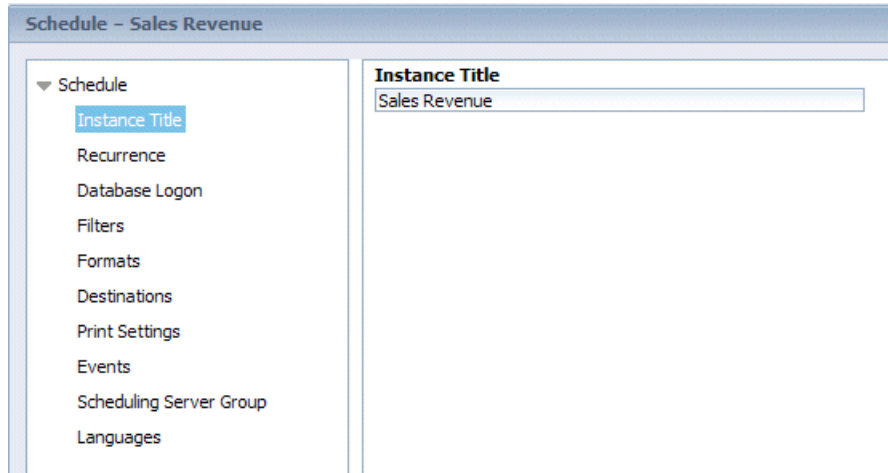 Schedule – Sales Revenue
Schedule
Instance Title
Recurrence
Database Logon
Filters
Formats
Destinations
Print Settings
Events
Scheduling Server Group
Languages
Instance Title
Sales Revenue